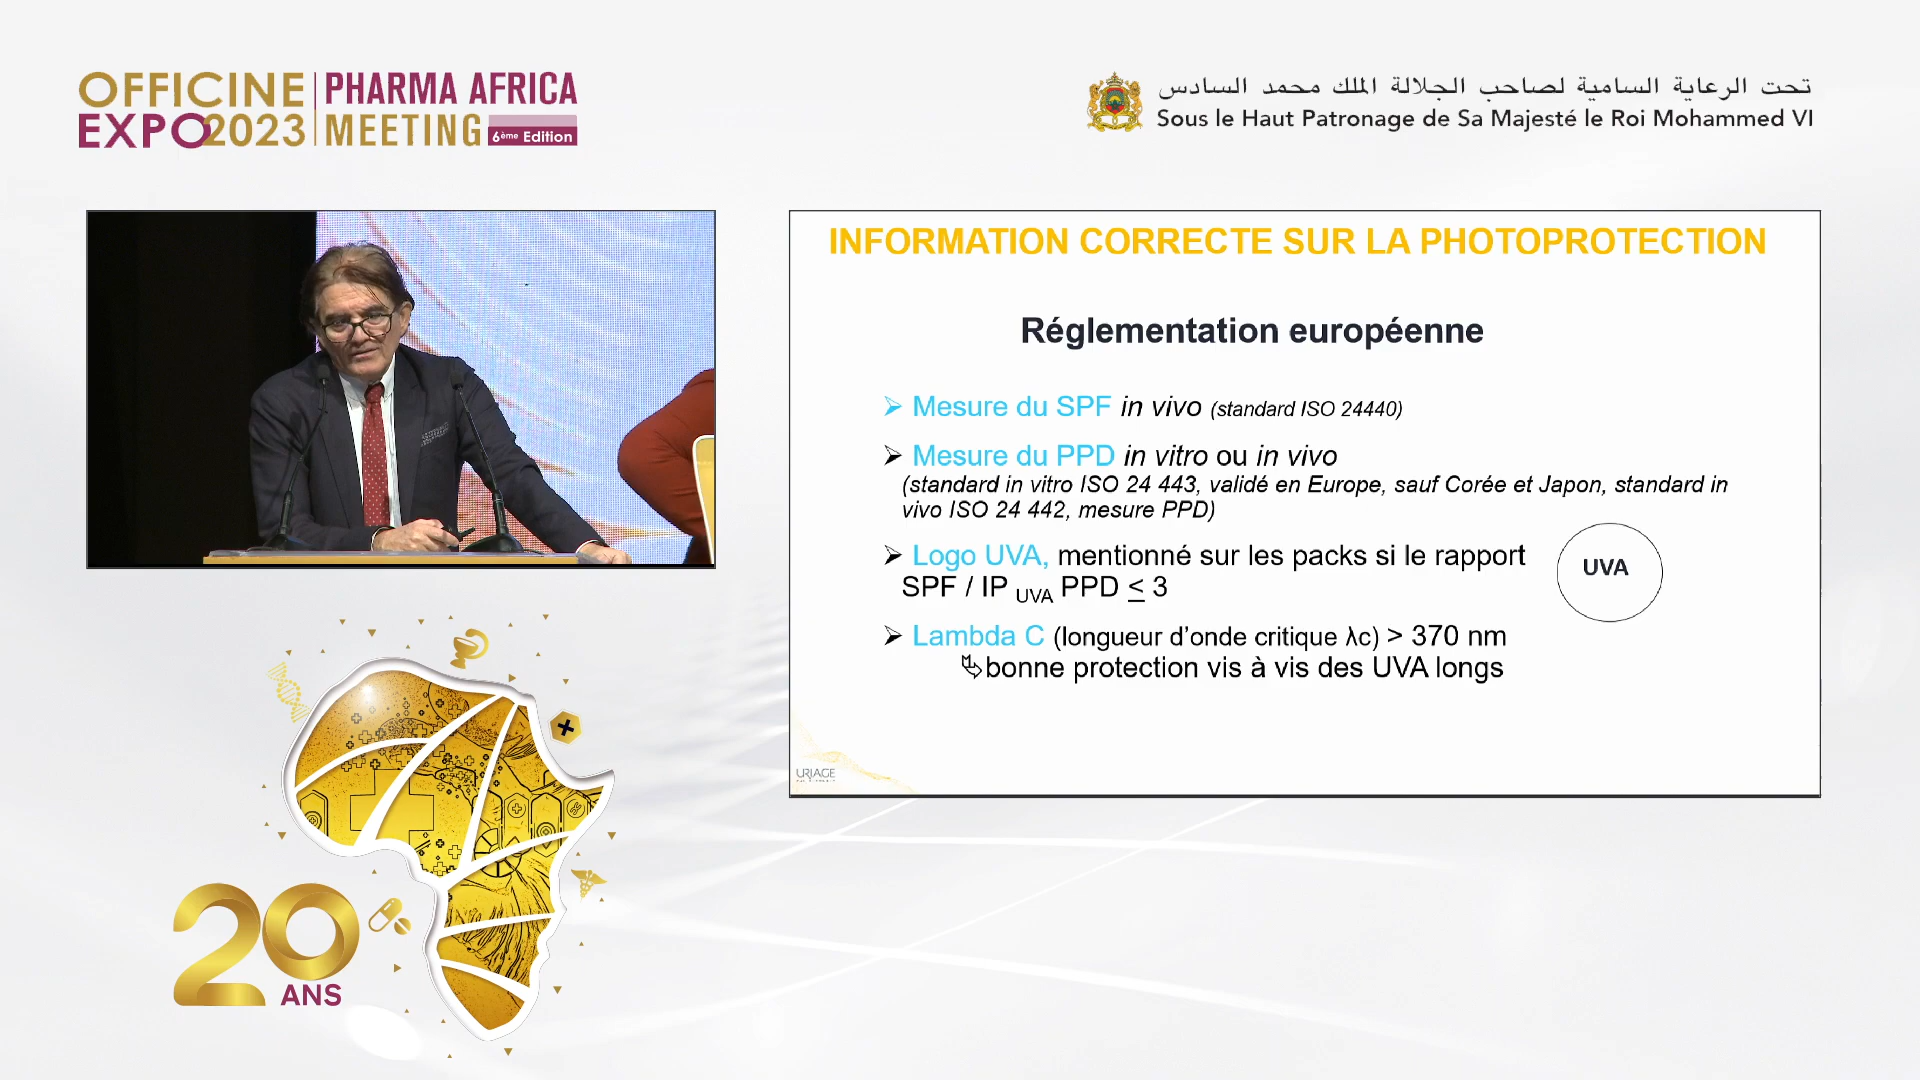 OFFICINE
EXPO2023
PHARMA AFRICA
MEETING
6ème Edition
تحت الرعاية السامية لصاحب الجلالة الملك محمد السادس
Sous le Haut Patronage de Sa Majesté le Roi Mohammed VI
INFORMATION CORRECTE SUR LA PHOTOPROTECTION
Réglementation européenne
➢ Mesure du SPF in vivo (standard ISO 24440)
➢ Mesure du PPD in vitro ou in vivo
(standard in vitro ISO 24 443, validé en Europe, sauf Corée et Japon, standard in
vivo ISO 24 442, mesure PPD)
➢ Logo UVA, mentionné sur les packs si le rapport
SPF / IP UVA PPD ≤ 3
UVA
➢ Lambda C (longueur d'onde critique λc) > 370 nm
bonne protection vis à vis des UVA longs
URIAGE
20
ANS